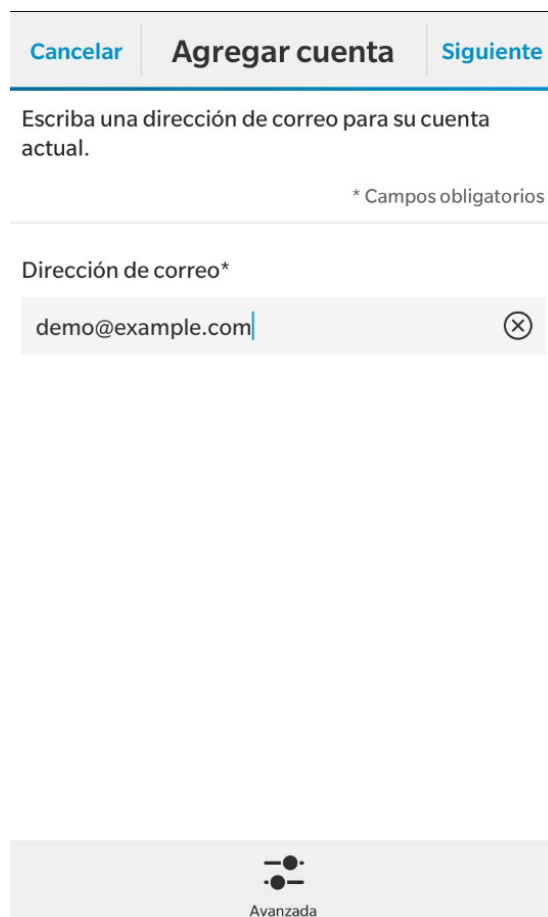 Cancelar Agregar cuenta Siguiente
Escriba una dirección de correo para su cuenta
actual.
* Campos obligatorios
Dirección de correo*
demo@example.com
Avanzada